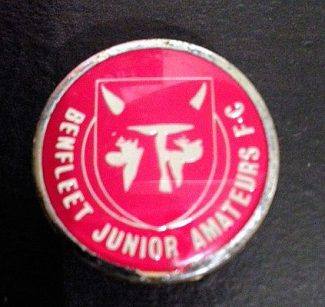 BENFLEET JUNIOR AMATEURS F.C